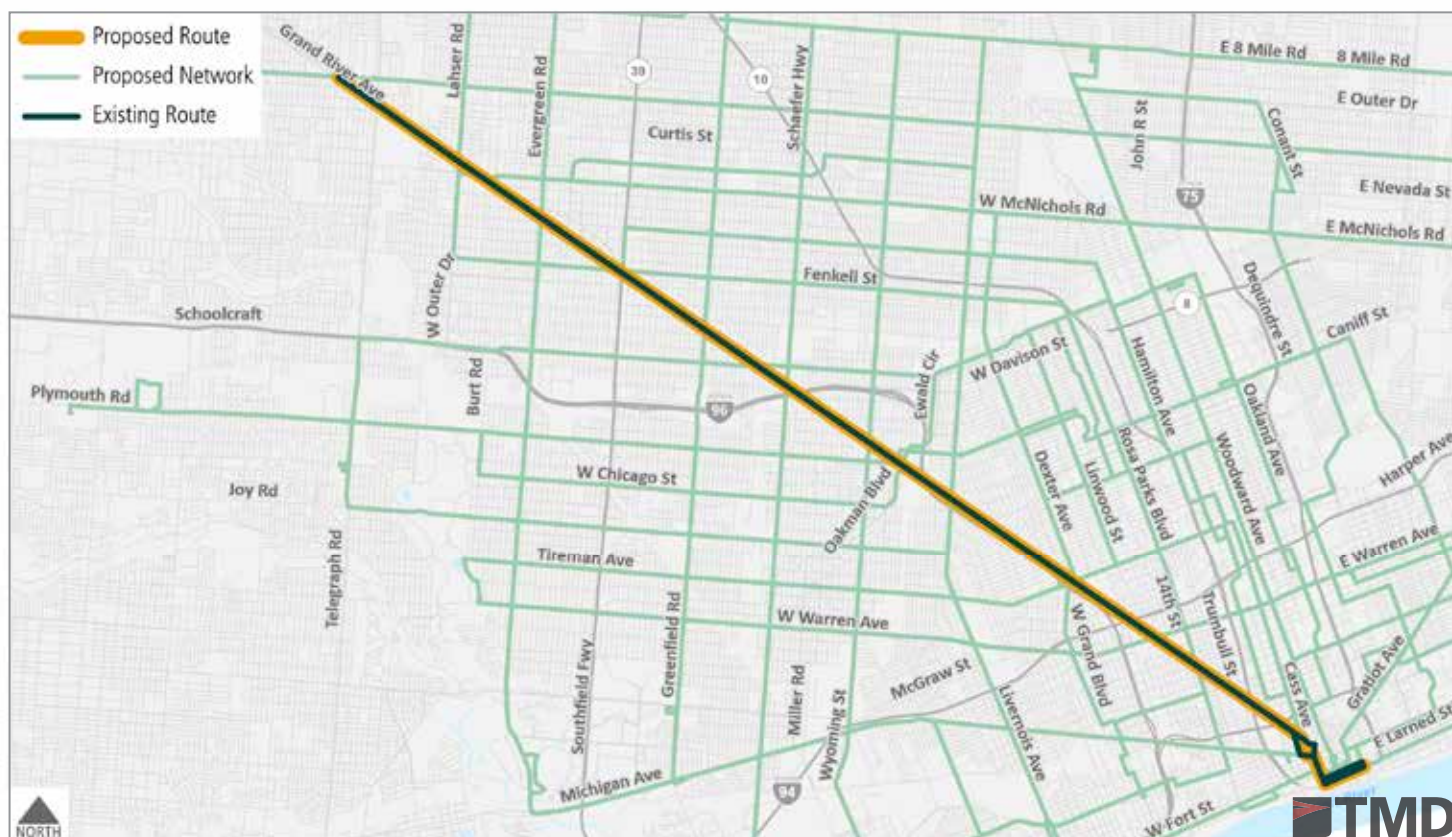 Proposed Route
Proposed Network
Existing Route
Grand River Ave
Lahser Rd
Evergreen Rd
39
10
Schaefer Hwy
E 8 Mile Rd
8 Mile Rd
E Outer Dr
Conant St
John R St
Curtis St
75
E Nevada St
W McNichols Rd
E McNichols Rd
W Outer Dr
Fenkell St
Dequindre St
8
Schoolcraft
Caniff St
Burt Rd
96
Ewald Cir
W Davison St
Hamilton Ave
Oakland Ave
Plymouth Rd
W Chicago St
Joy Rd
Oakman Blvd
Dexter Ave
Linwood St
Rosa Parks Blvd
Woodward Ave
Harper Ave
Telegraph Rd
Tireman Ave
E Warren Ave
14th St
Trumbull St
Greenfield Rd
W Warren Ave
W Grand Blvd
Southfield Fwy
Miller Rd
Wyoming St
McGraw St
Livernois Ave
Cass Ave
Gratiot Ave
E Larned St
Michigan Ave
94
W Fort St
River
NORTH
TMD